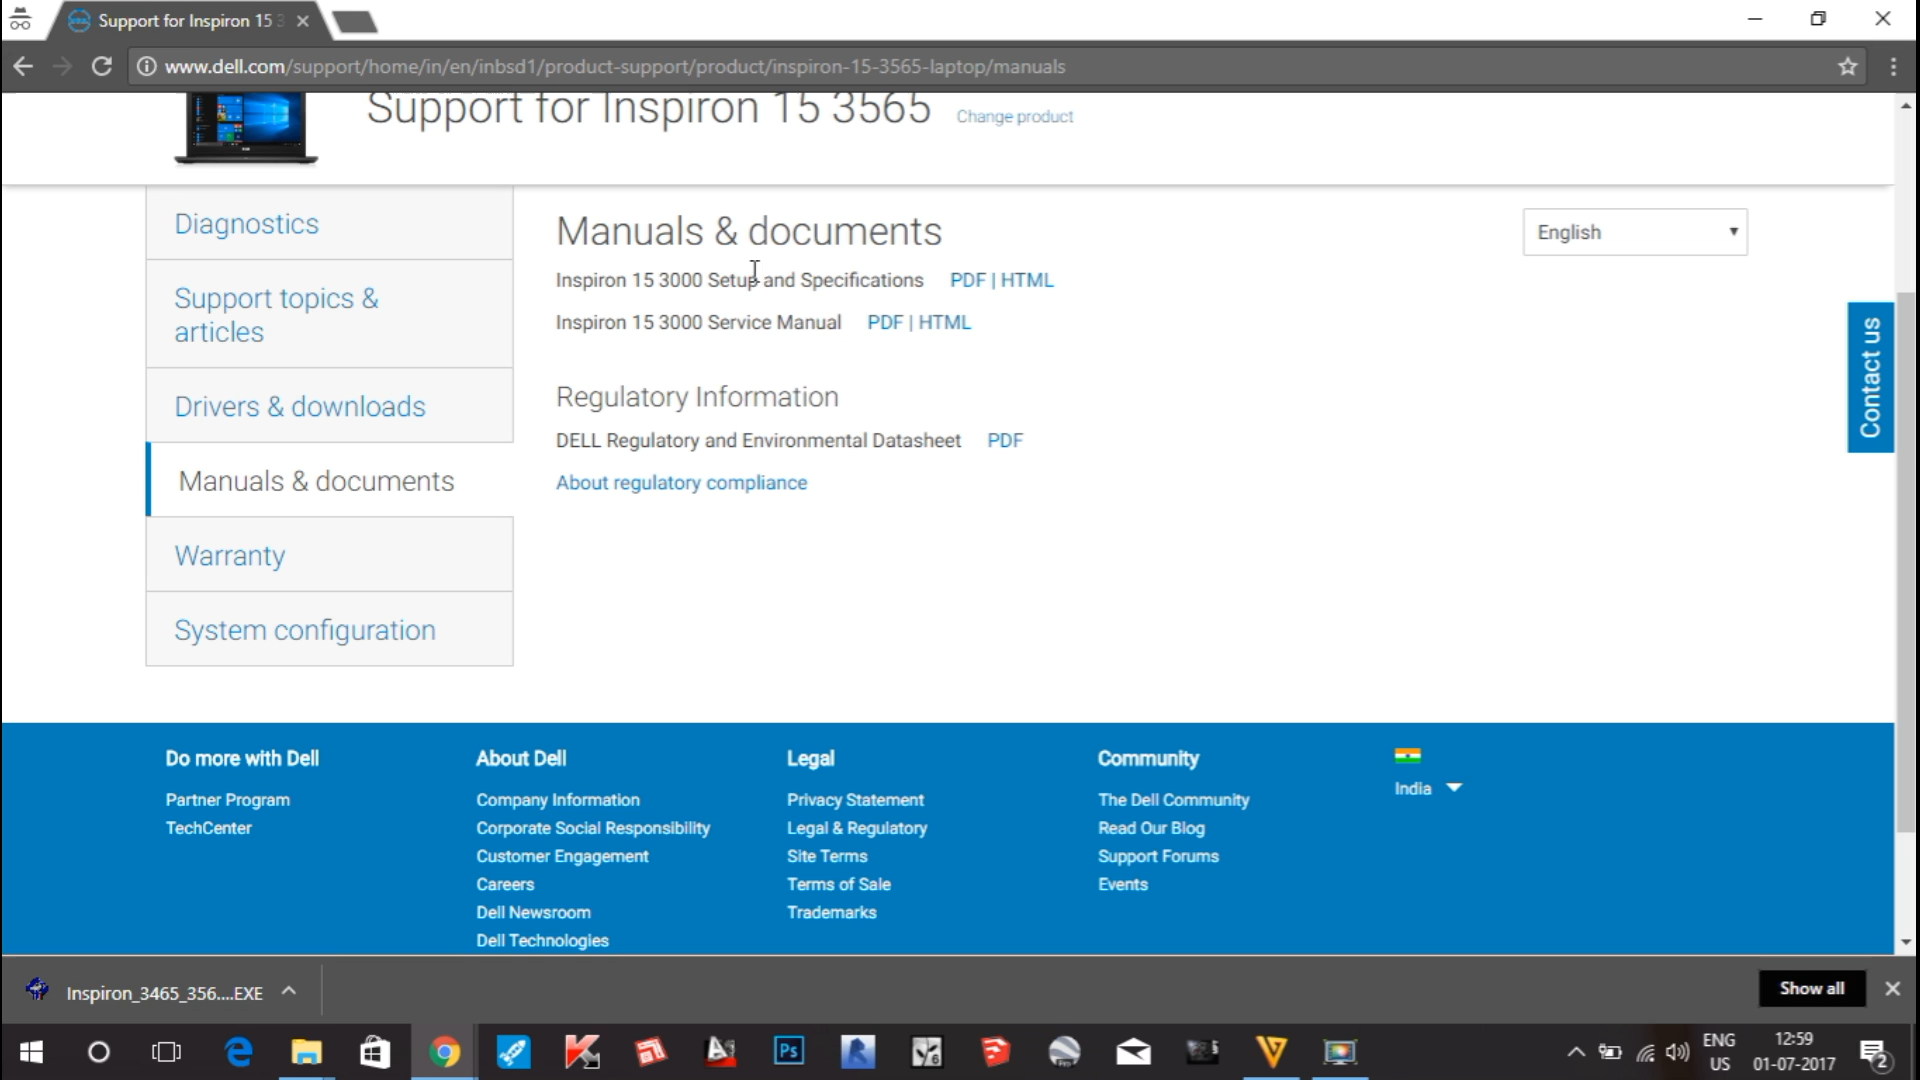 Support for Inspiron 15 3
www.dell.com/support/home/in/en/inbsd1/product-support/product/inspiron-15-3565-laptop/manuals
Support for Inspiron 15 3565 Change product
Diagnostics
Support topics &
articles
Drivers & downloads
Manuals & documents
Warranty
System configuration
Manuals & documents
English
Inspiron 15 3000 Setup and Specifications PDF | HTML
Inspiron 15 3000 Service Manual PDF | HTML
Regulatory Information
DELL Regulatory and Environmental Datasheet PDF
About regulatory compliance
Contact us
Do more with Dell
Partner Program
TechCenter
About Dell
Company Information
Corporate Social Responsibility
Customer Engagement
Careers
Dell Newsroom
Dell Technologies
Legal
Privacy Statement
Legal & Regulatory
Site Terms
Terms of Sale
Trademarks
Community
The Dell Community
Read Our Blog
Support Forums
Events
India
Inspiron_3465_356....EXE
Show all
Ps
ENG
US
12:59
01-07-2017
2